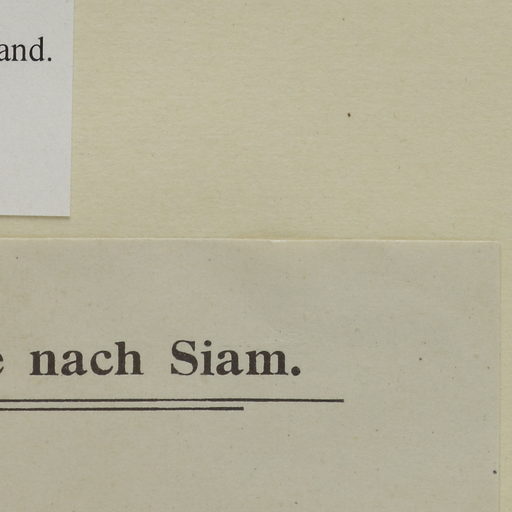 and.
nach Siam.